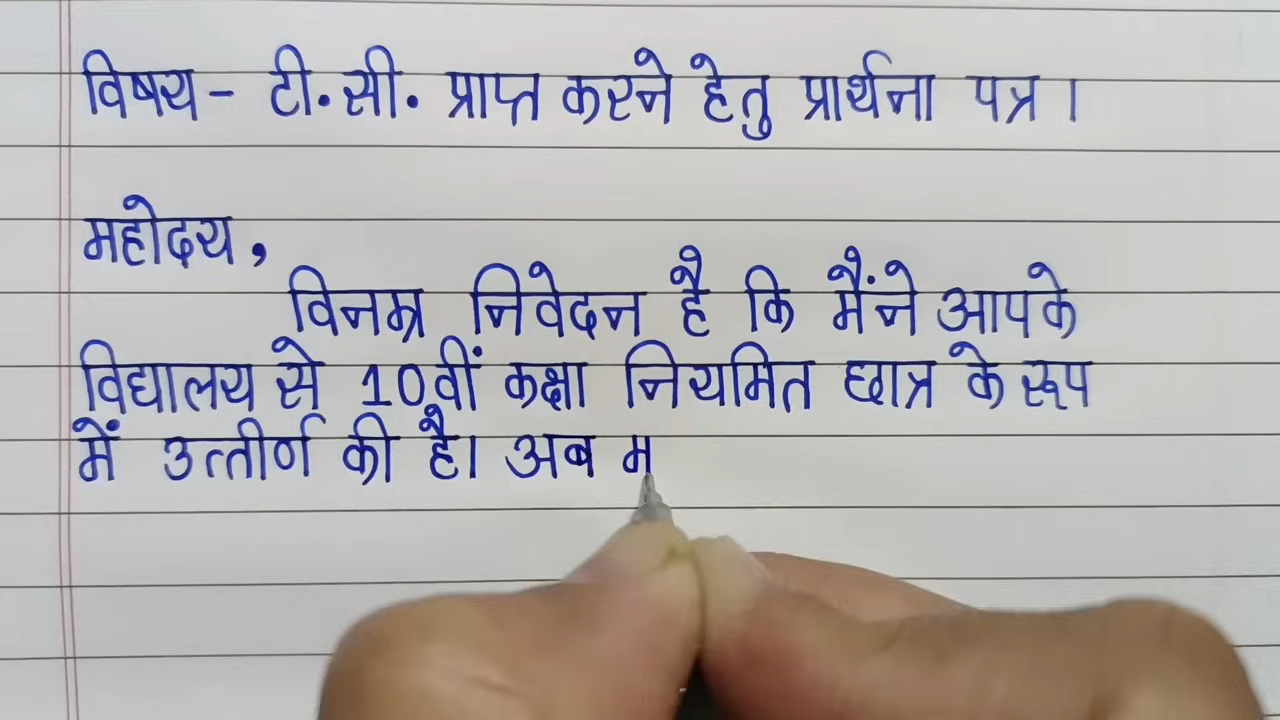 विषय - टी.सी. प्राप्त करने हेतु प्रार्थना पत्र ।
महोदय,
विनम्र निवेदन है कि मैंने आपके
विद्यालय से 10वीं कक्षा नियमित छात्र के रूप
में उत्तीर्ण की है। अब म